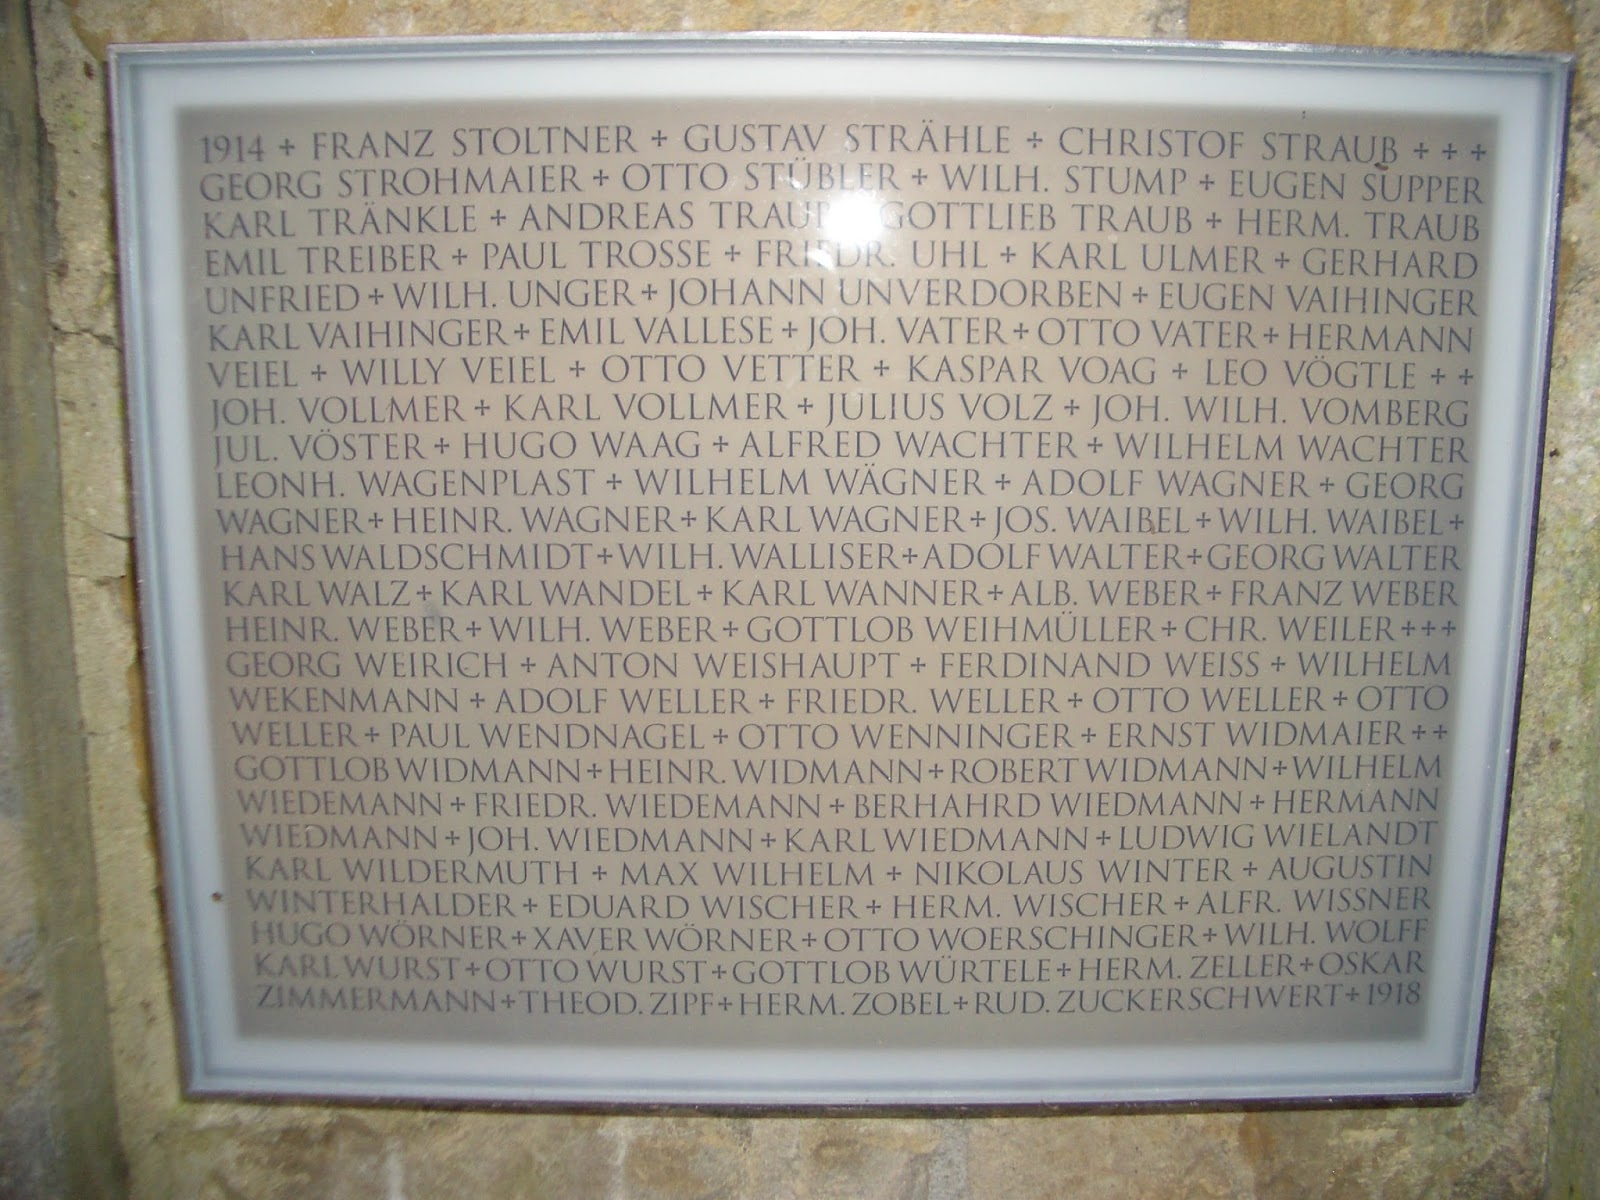 1914 + FRANZ STOLTNER + GUSTAV STRÄHLE + CHRISTOF STRAUB + + +
GEORG STROHMAIER + OTTO STÜBLER + WILH. STUMP + EUGEN SUPPER
KARL TRÄNKLE + ANDREAS TRAUB GOTTLIEB TRAUB + HERM. TRAUB
EMIL TREIBER + PAUL TROSSE + FRIEDR. UHL + KARL ULMER + GERHARD
UNFRIED + WILH. UNGER + JOHANN UNVERDORBEN + EUGEN VAIHINGER
KARL VAIHINGER + EMIL VALLESE + JOH. VATER + OTTO VATER + HERMANN
VEIEL + WILLY VEIEL + OTTO VETTER + KASPAR VOAG + LEO VÖGTLE + +
JOH. VOLLMER + KARL VOLLMER + JULIUS VOLZ + JOH. WILH. VOMBERG
JUL. VÖSTER + HUGO WAAG + ALFRED WACHTER + WILHELM WACHTER
LEONH. WAGENPLAST + WILHELM WÄGNER + ADOLF WAGNER + GEORG
WAGNER + HEINR. WAGNER + KARL WAGNER + JOS. WAIBEL + WILH. WAIBEL +
HANS WALDSCHMIDT + WILH. WALLISER + ADOLF WALTER + GEORG WALTER
KARL WALZ + KARL WANDEL + KARL WANNER + ALB. WEBER + FRANZ WEBER
HEINR. WEBER + WILH. WEBER + GOTTLOB WEIHMÜLLER + CHR. WEILER + + +
GEORG WEIRICH + ANTON WEISHAUPT + FERDINAND WEISS + WILHELM
WEKENMANN + ADOLF WELLER + FRIEDR. WELLER + OTTO WELLER + OTTO
WELLER + PAUL WENDNAGEL + OTTO WENNINGER + ERNST WIDMAIER + +
GOTTLOB WIDMANN + HEINR. WIDMANN + ROBERT WIDMANN + WILHELM
WIEDEMANN + FRIEDR. WIEDEMANN + BERHAHRD WIEDMANN + HERMANN
WIEDMANN + JOH. WIEDMANN + KARL WIEDMANN + LUDWIG WIELANDT
KARL WILDERMUTH + MAX WILHELM + NIKOLAUS WINTER + AUGUSTIN
WINTERHALDER + EDUARD WISCHER + HERM. WISCHER + ALFR. WISSNER
HUGO WÖRNER + XAVER WÖRNER + OTTO WOERSCHINGER + WILH. WOLFF
KARL WURST + OTTO WURST + GOTTLOB WÜRTELE + HERM. ZELLER + OSKAR
ZIMMERMANN + THEOD. ZIPF + HERM. ZOBEL + RUD. ZUCKERSCHWERT + 1918